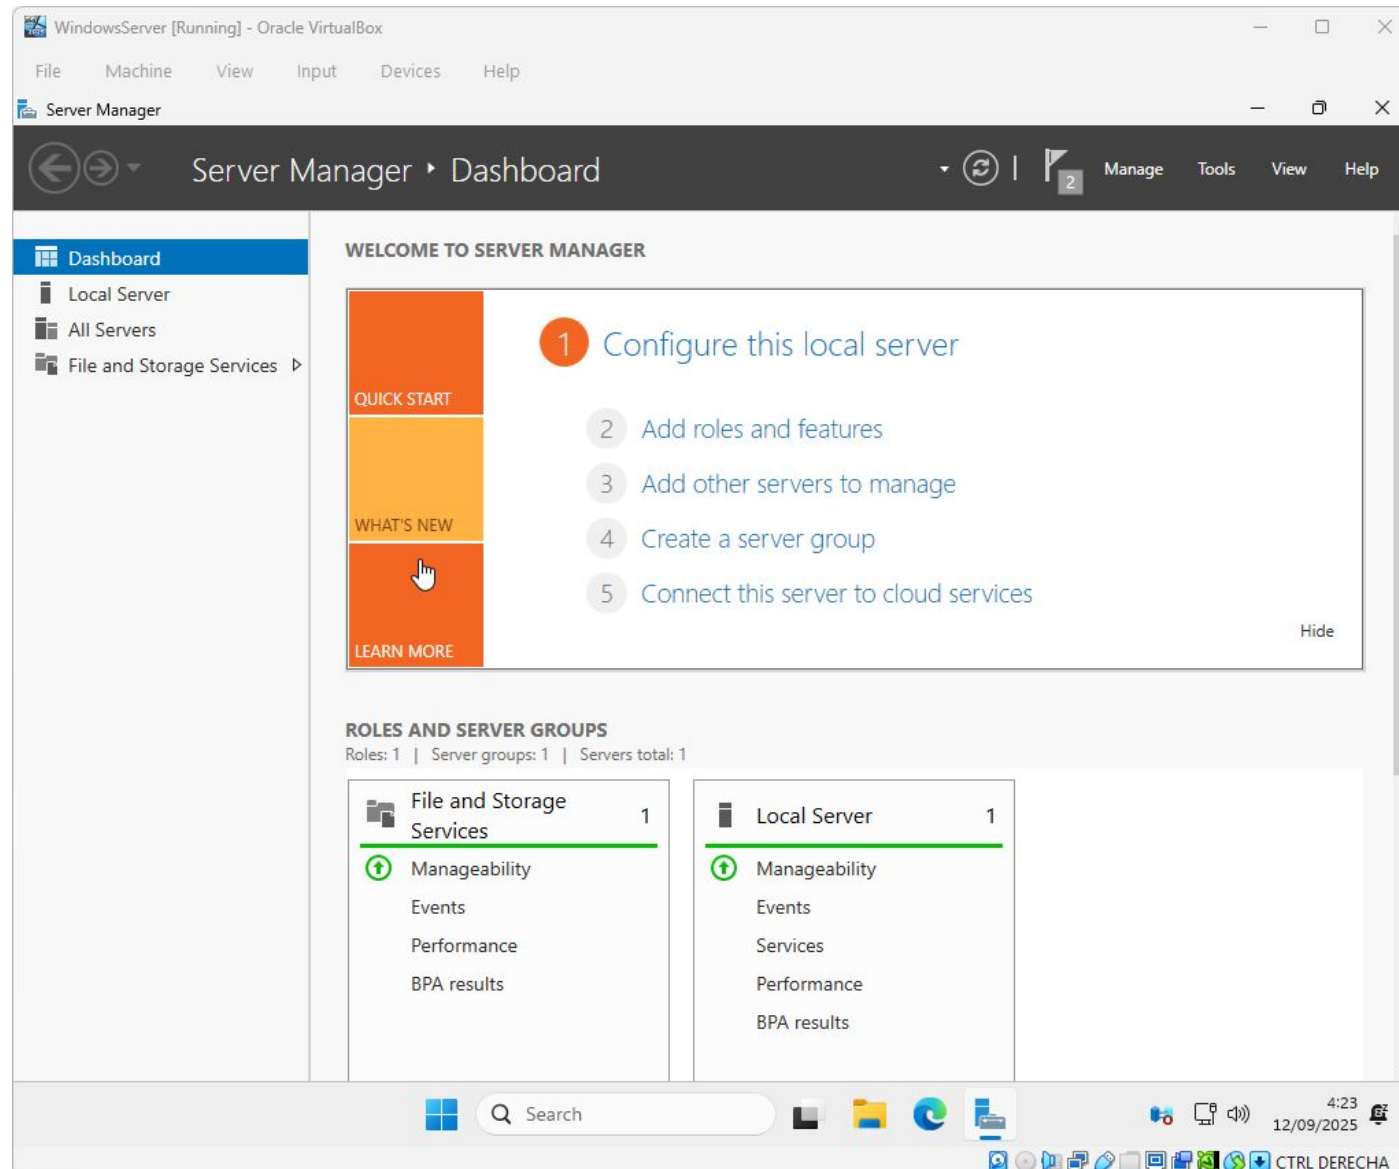 WindowsServer [Running] - Oracle VirtualBox
File Machine View Input Devices Help
Server Manager
Server Manager Dashboard
2 Manage Tools View Help
Dashboard
Local Server
All Servers
File and Storage Services
WELCOME TO SERVER MANAGER
QUICK START
WHAT'S NEW
LEARN MORE
1 Configure this local server
2 Add roles and features
3 Add other servers to manage
4 Create a server group
5 Connect this server to cloud services
Hide
ROLES AND SERVER GROUPS
Roles: 1 | Server groups: 1 | Servers total: 1
File and Storage
Services
1
Manageability
Events
Performance
BPA results
Local Server 1
Manageability
Events
Services
Performance
BPA results
Search
4:23
12/09/2025
CTRL DERECHA